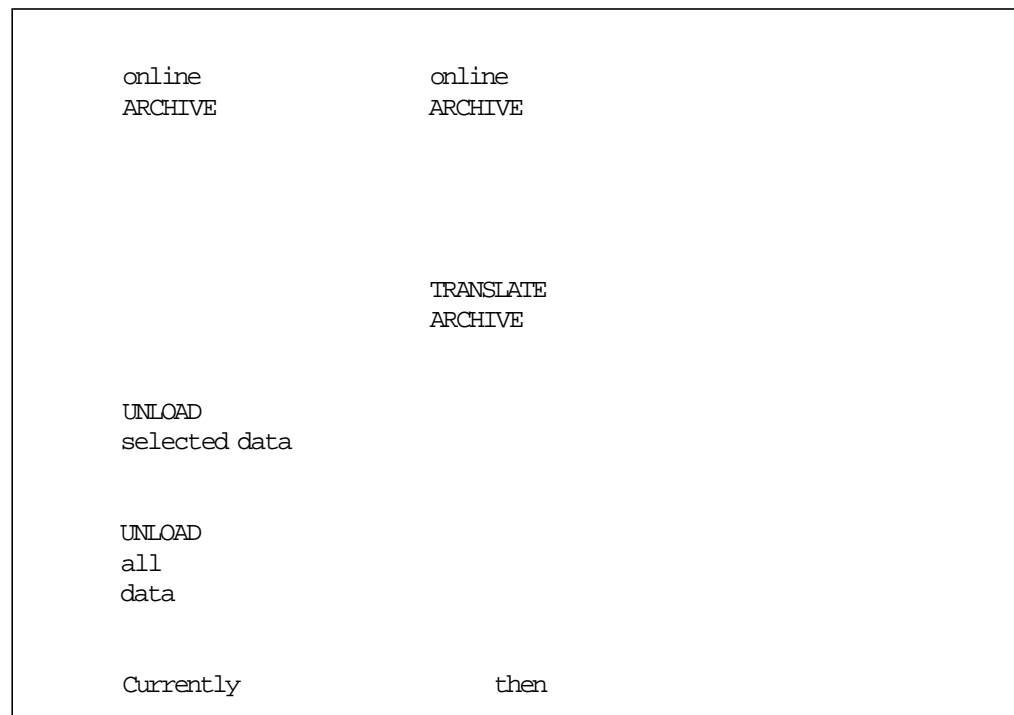 online online
ARCHIVE ARCHIVE
TRANSLATE
ARCHIVE
UNLOAD
selected data
UNLOAD
all
data
Currently then